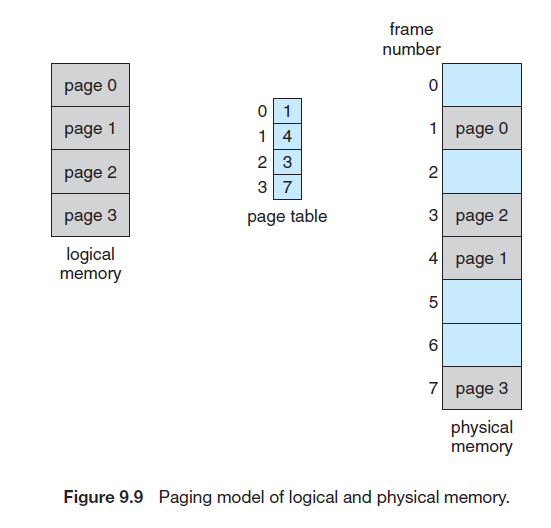 frame
number
page 0
page 1
page 2
page 3
logical
memory
0 1
1 4
2 3
3 7
page table
0
1 page 0
2
3 page 2
4 page 1
5
6
7 page 3
physical
memory
Figure 9.9 Paging model of logical and physical memory.